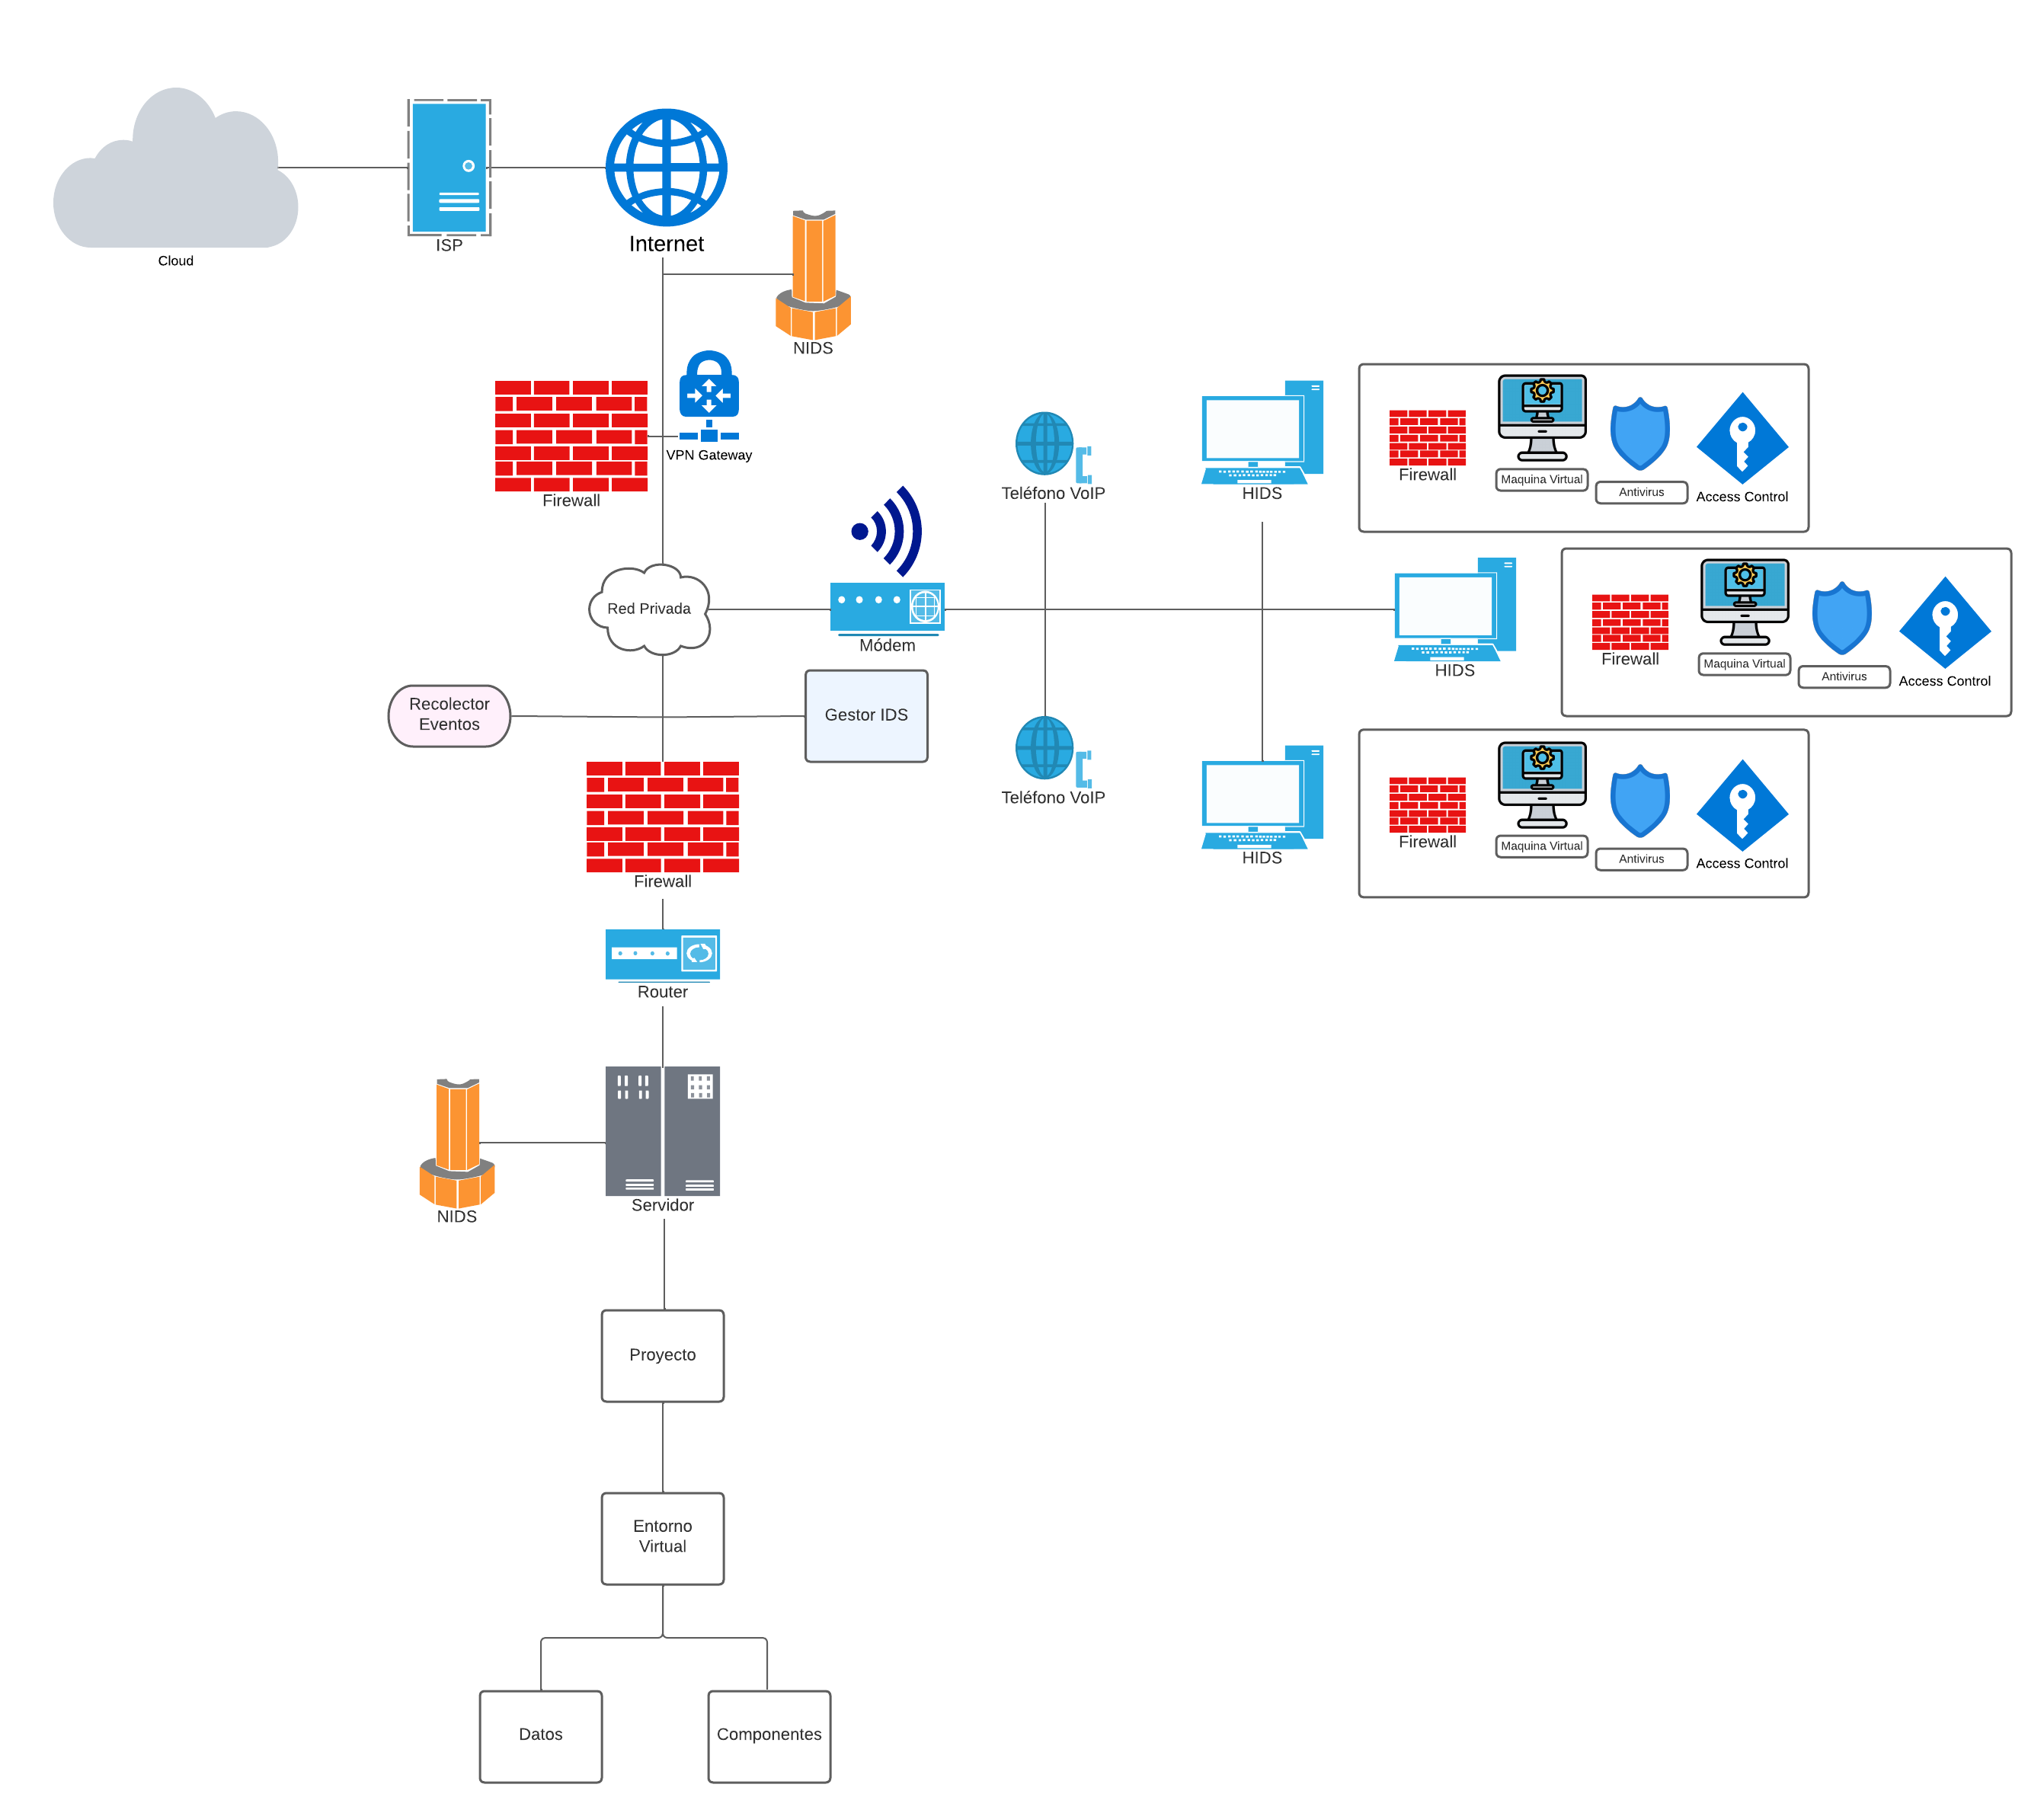 Cloud
ISP
Internet
NIDS
Firewall
VPN Gateway
Teléfono VoIP
HIDS
Firewall
Maquina Virtual
Antivirus
Access Control
Red Privada
Módem
HIDS
Firewall
Maquina Virtual
Antivirus
Access Control
Recolector
Eventos
Gestor IDS
Teléfono VoIP
HIDS
Firewall
Maquina Virtual
Antivirus
Access Control
Firewall
Router
NIDS
Servidor
Proyecto
Entorno
Virtual
Datos
Componentes